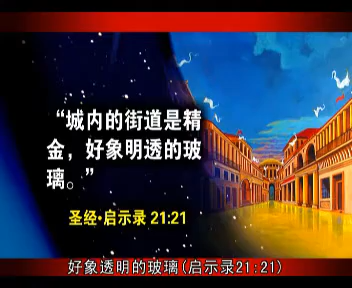 “城内的街道是精
金，好象明透的玻
璃。”
圣经·启示录 21:21
好象透明的玻璃(启示录21:21)